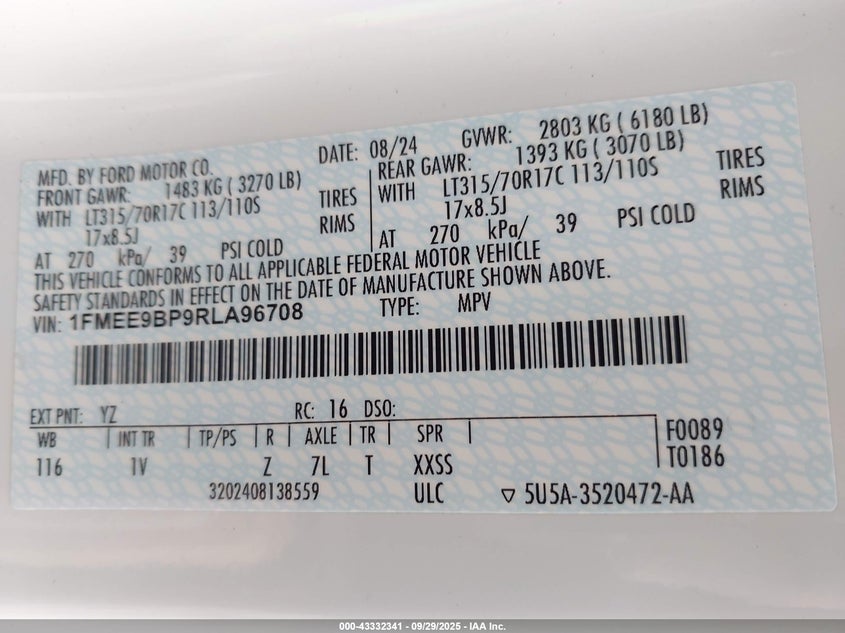 MFD. BY FORD MOTOR CO.
DATE: 08/24 GVWR: 2803 KG ( 6180 LB)
FRONT GAWR: 1483 KG ( 3270 LB)
WITH LT315/70R17C 113/110S TIRES
17x8.5J RIMS
AT 270 kPa/ 39 PSI COLD
REAR GAWR: 1393 KG ( 3070 LB)
WITH LT315/70R17C 113/110S TIRES
17x8.5J RIMS
AT 270 kPa/ 39 PSI COLD
THIS VEHICLE CONFORMS TO ALL APPLICABLE FEDERAL MOTOR VEHICLE
SAFETY STANDARDS IN EFFECT ON THE DATE OF MANUFACTURE SHOWN ABOVE.
VIN: 1FMEE9BP9RLA96708 TYPE: MPV
EXT PNT: YZ RC: 16 DSO:
WB | INT TR | TP/PS | R | AXLE | TR | SPR |
116 1V Z 7L T XXSS
F0089
T0186
3202408138559 ULC ▽ 5U5A-3520472-AA
000-43332341 - 09/29/2025 - IAA Inc.